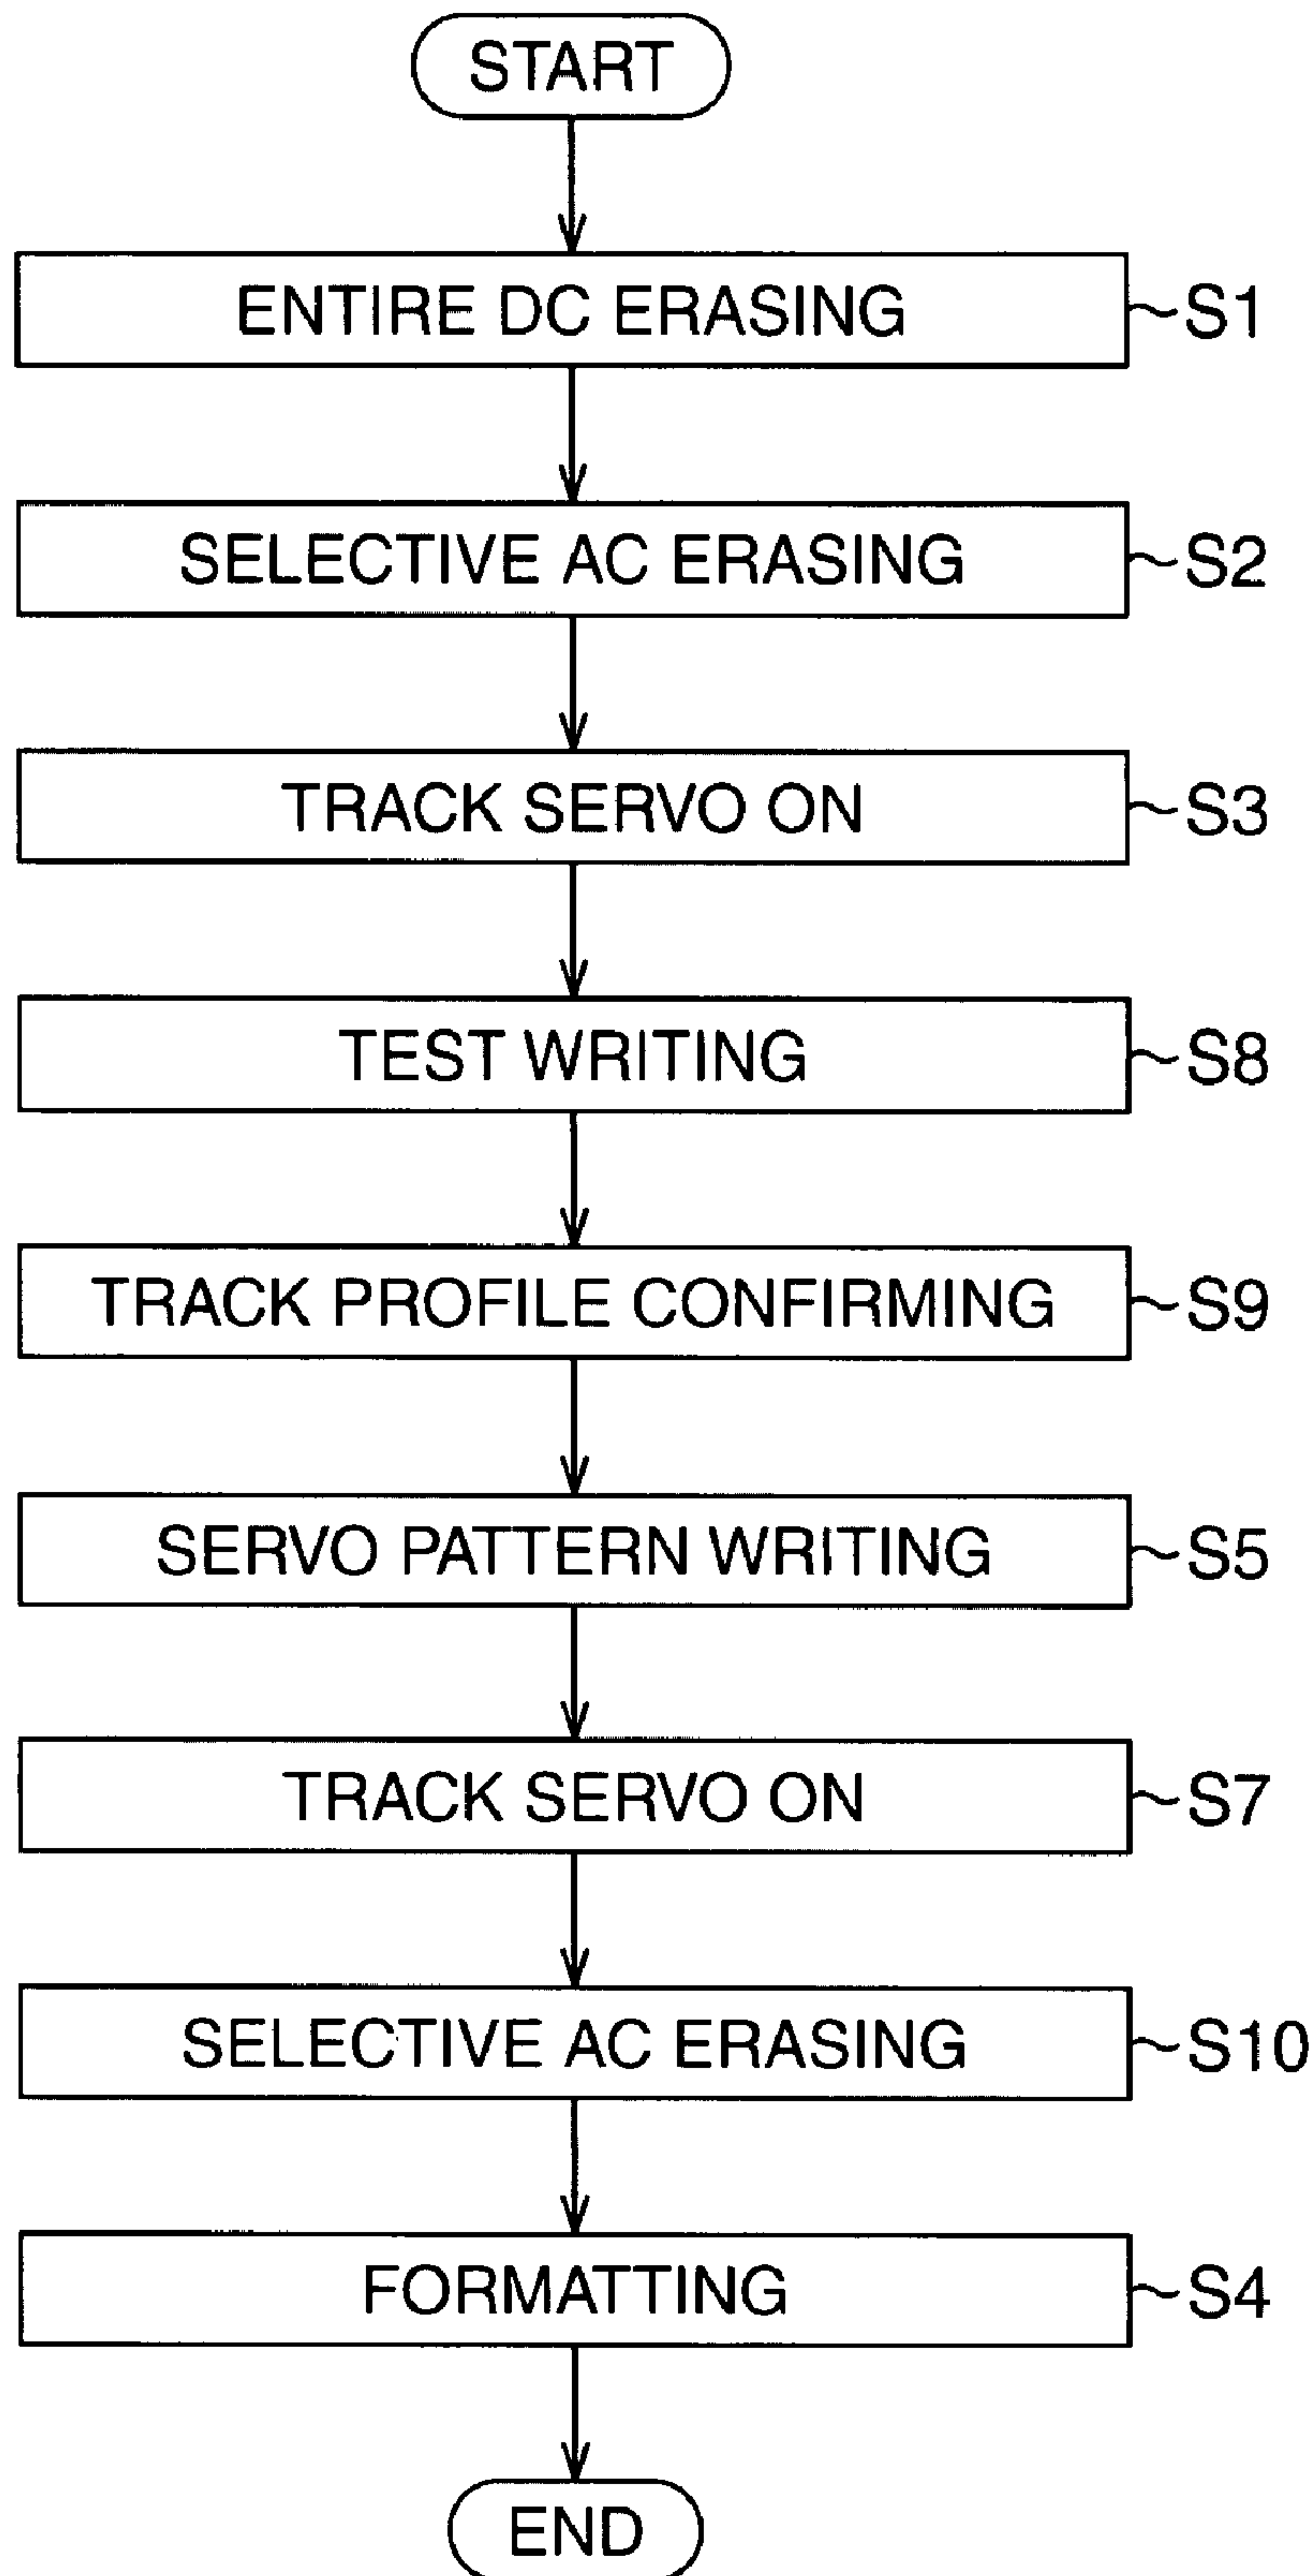 START
ENTIRE DC ERASING ~S1
SELECTIVE AC ERASING ~S2
TRACK SERVO ON ~S3
TEST WRITING ~S8
TRACK PROFILE CONFIRMING ~S9
SERVO PATTERN WRITING ~S5
TRACK SERVO ON ~S7
SELECTIVE AC ERASING ~S10
FORMATTING ~S4
END